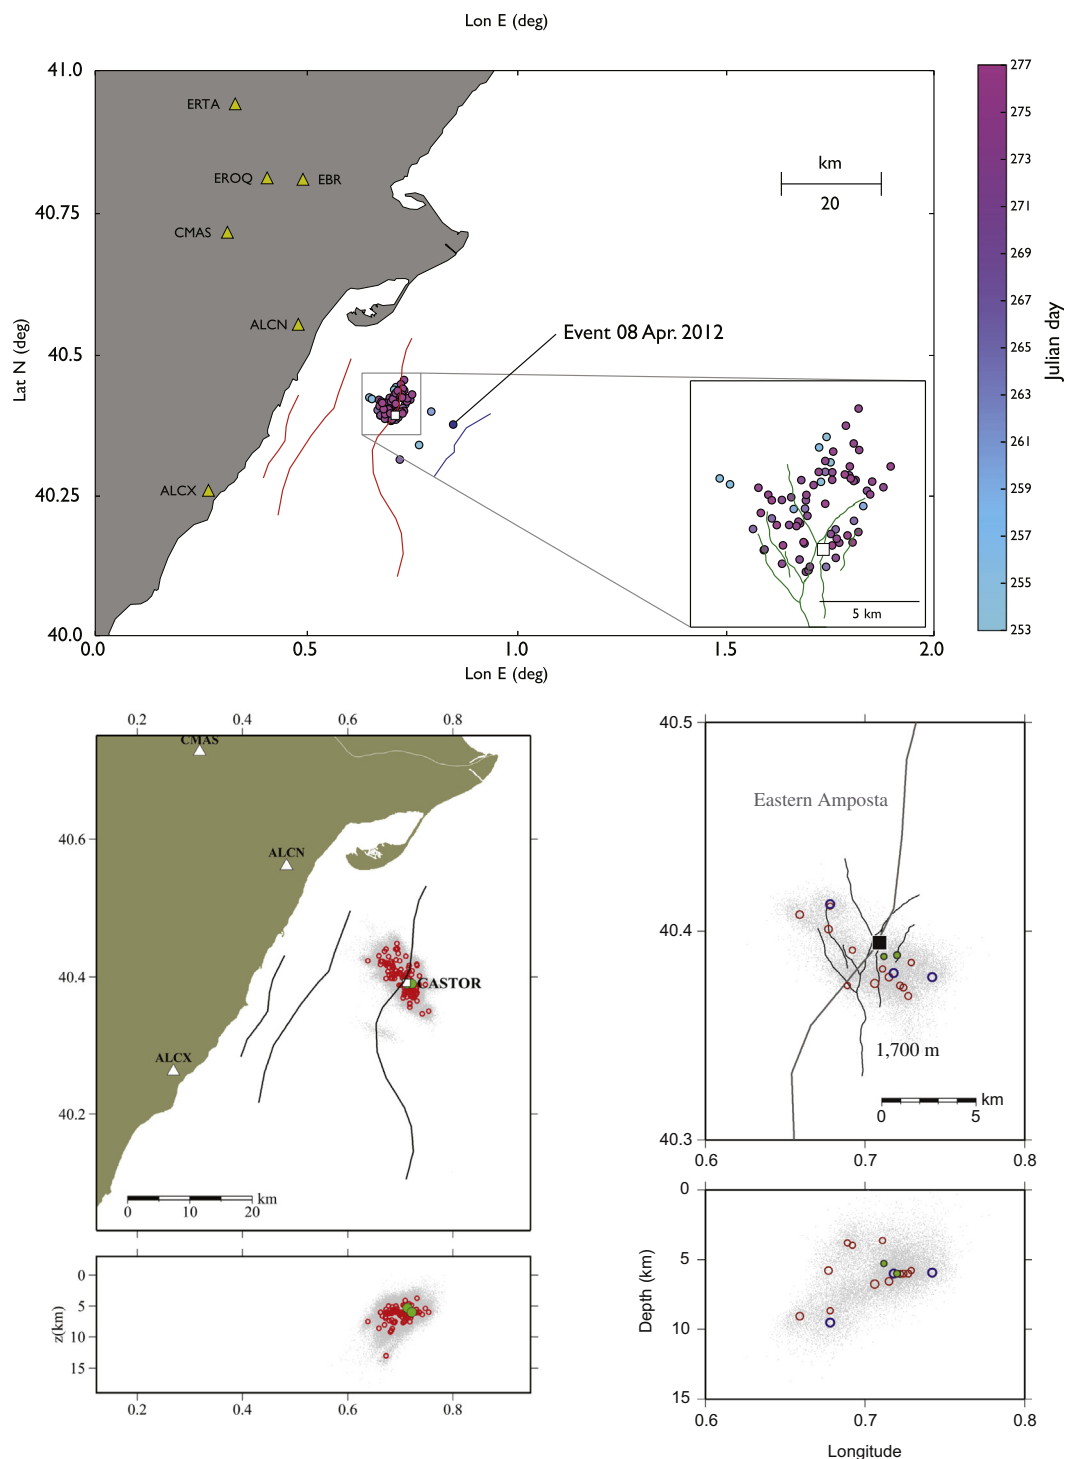 Lon E (deg)
41.0
40.75
40.5
40.25
40.0
Lat N (deg)
ERTA
EROQ
EBR
CMAS
ALCN
ALCX
km
20
Event 08 Apr. 2012
5 km
0.0
0.5
1.0
1.5
2.0
Lon E (deg)
277
275
273
271
269
267
265
263
261
259
257
255
253
Julian day
0.2
0.4
0.6
0.8
CMAS
40.6
ALCN
40.4
CASTOR
ALCX
40.2
km
0
10
20
0
5
10
15
z(km)
0.2
0.4
0.6
0.8
40.5
Eastern Amposta
40.4
1,700 m
km
0
5
40.3
0.6
0.7
0.8
0
5
10
15
Depth (km)
0.6
0.7
0.8
Longitude